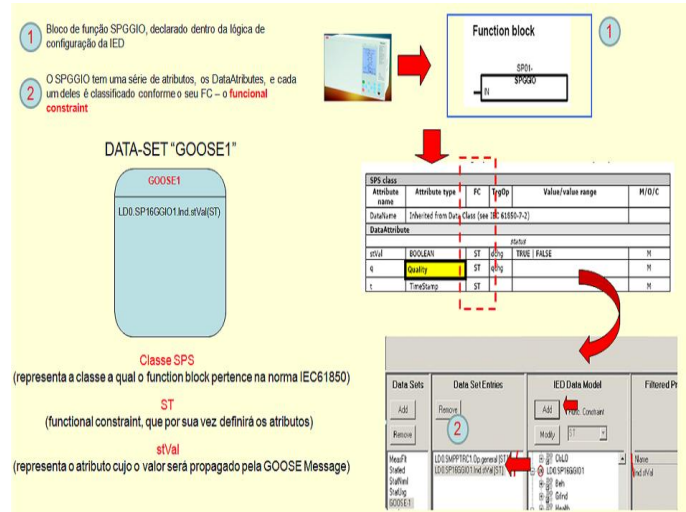 1
Bloco de função SPGGIO, declarado dentro da lógica de
configuração da IED
2
O SPGGIO tem uma série de atributos, os DataAtributes, e cada
um deles é classificado conforme o seu FC – o funcional
constraint
Function block
1
SP01-
SPGGIO
IN
DATA-SET "GOOSE1"
GOOSE1
LD0.SP16GGIO1.Ind.stVal(ST)
SPS class
Attribute name Attribute type FC TrgOp Value/value range M/O/C
DataName Inherited from Data Class (see IEC 61850-7-2)
DataAttribute
status
stVal BOOLEAN ST dchg TRUE | FALSE M
q Quality ST qchg M
t TimeStamp ST M
Classe SPS
(representa a classe a qual o function block pertence na norma IEC61850)
ST
(functional constraint, que por sua vez definirá os atributos)
stVal
(representa o atributo cujo o valor será propagado pela GOOSE Message)
Data Sets Data Set Entries IED Data Model Filtered Pr
Add Remove Add Func. Constraint
Remove 2 Modify ST
MeasFlt
StatIed
StatNrml
StatUrg
GOOSE1
LD0.SMPPTRC1.Op.general [ST]
LD0.SP16GGIO1.Ind.stVal [ST]
LD0.SP16GGIO1
Beh
GrInd
Health
Name
Ind.stVal